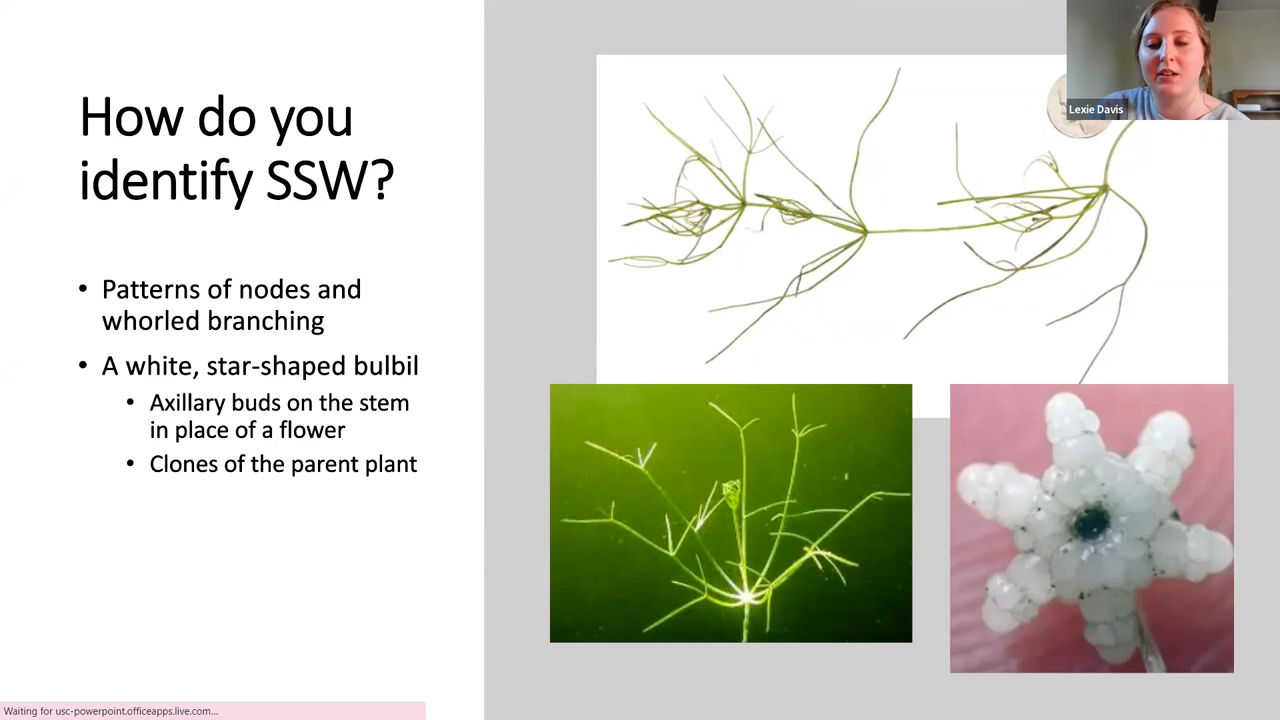 How do you
identify SSW?
• Patterns of nodes and
whorled branching
• A white, star-shaped bulbil
• Axillary buds on the stem
in place of a flower
• Clones of the parent plant
Lexie Davis
Waiting for usc-powerpoint.officeapps.live.com...